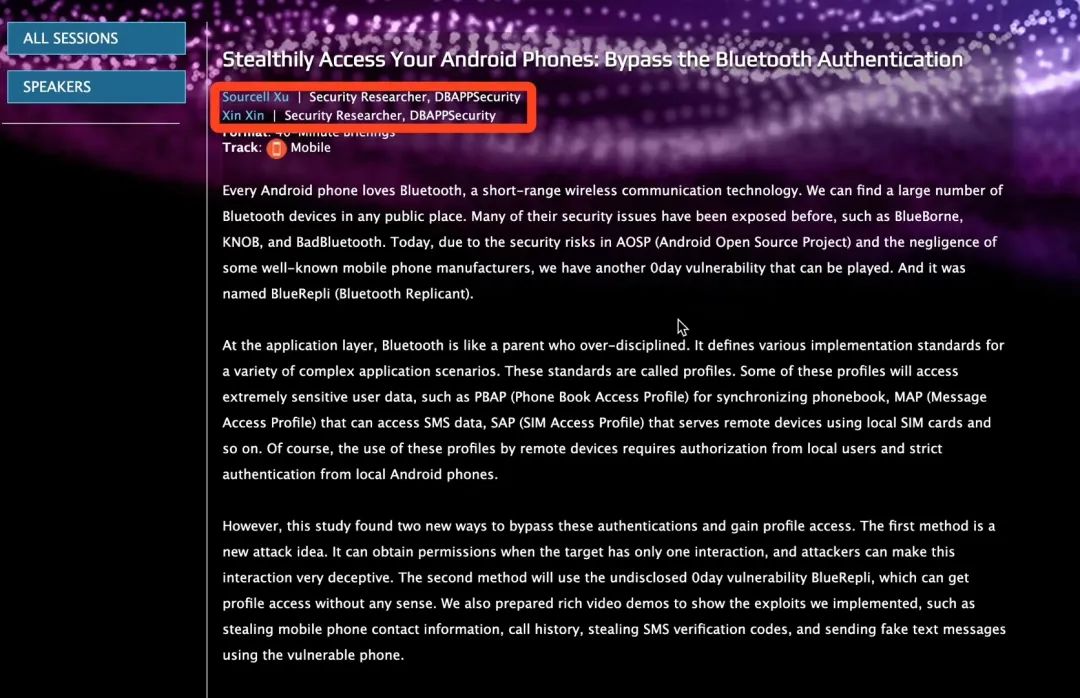 ALL SESSIONS
SPEAKERS
Stealthily Access Your Android Phones: Bypass the Bluetooth Authentication
Sourcell Xu | Security Researcher, DBAPPSecurity
Xin Xin | Security Researcher, DBAPPSecurity
Format: 40-Minute Briefings
Track: Mobile
Every Android phone loves Bluetooth, a short-range wireless communication technology. We can find a large number of
Bluetooth devices in any public place. Many of their security issues have been exposed before, such as BlueBorne,
KNOB, and BadBluetooth. Today, due to the security risks in AOSP (Android Open Source Project) and the negligence of
some well-known mobile phone manufacturers, we have another 0day vulnerability that can be played. And it was
named BlueRepli (Bluetooth Replicant).
At the application layer, Bluetooth is like a parent who over-disciplined. It defines various implementation standards for
a variety of complex application scenarios. These standards are called profiles. Some of these profiles will access
extremely sensitive user data, such as PBAP (Phone Book Access Profile) for synchronizing phonebook, MAP (Message
Access Profile) that can access SMS data, SAP (SIM Access Profile) that serves remote devices using local SIM cards and
so on. Of course, the use of these profiles by remote devices requires authorization from local users and strict
authentication from local Android phones.
However, this study found two new ways to bypass these authentications and gain profile access. The first method is a
new attack idea. It can obtain permissions when the target has only one interaction, and attackers can make this
interaction very deceptive. The second method will use the undisclosed 0day vulnerability BlueRepli, which can get
profile access without any sense. We also prepared rich video demos to show the exploits we implemented, such as
stealing mobile phone contact information, call history, stealing SMS verification codes, and sending fake text messages
using the vulnerable phone.